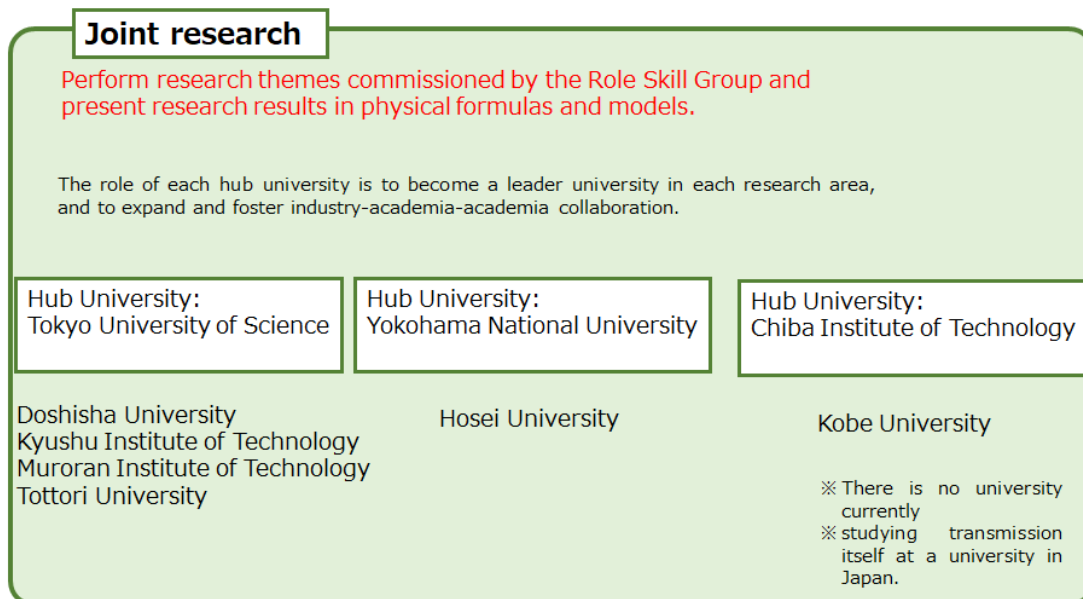 Joint research
Perform research themes commissioned by the Role Skill Group and
present research results in physical formulas and models.
The role of each hub university is to become a leader university in each research area,
and to expand and foster industry-academia-academia collaboration.
Hub University:
Tokyo University of Science
Hub University:
Yokohama National University
Hub University:
Chiba Institute of Technology
Doshisha University
Kyushu Institute of Technology
Muroran Institute of Technology
Tottori University
Hosei University
Kobe University
※ There is no university
currently
※ studying transmission
itself at a university in
Japan.